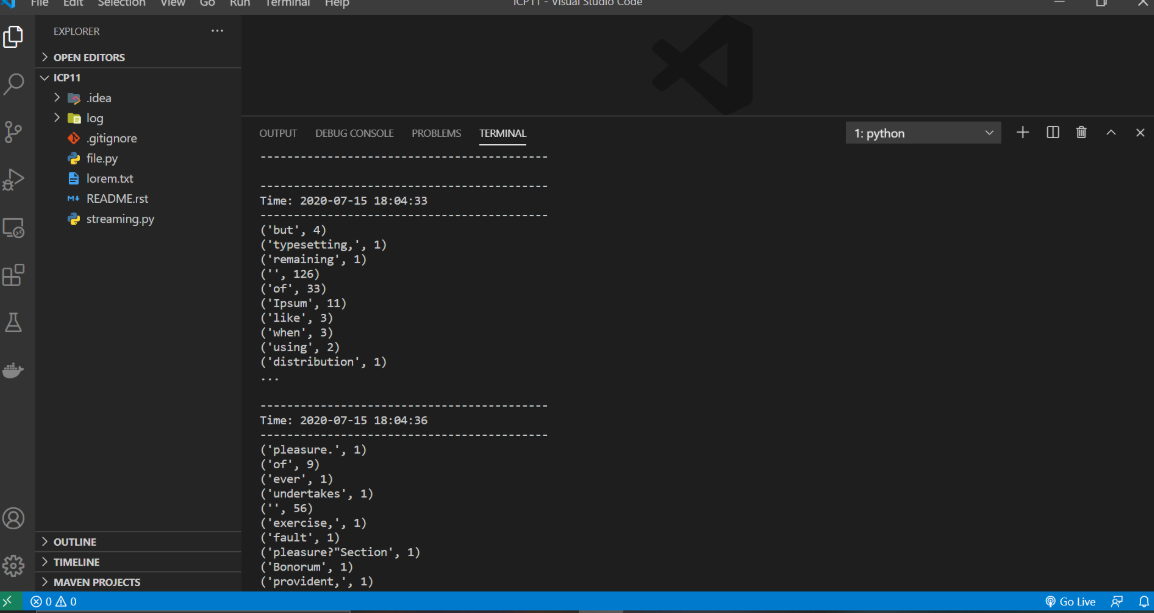 File Edit Selection View Go Run Terminal Help ICP11 - Visual Studio Code
EXPLORER
OPEN EDITORS
ICP11
.idea
log
.gitignore
file.py
lorem.txt
README.rst
streaming.py
OUTLINE
TIMELINE
MAVEN PROJECTS
OUTPUT DEBUG CONSOLE PROBLEMS TERMINAL 1: python
-------------------------------------------
-------------------------------------------
Time: 2020-07-15 18:04:33
-------------------------------------------
('but', 4)
('typesetting,', 1)
('remaining', 1)
('', 126)
('of', 33)
('Ipsum', 11)
('like', 3)
('when', 3)
('using', 2)
('distribution', 1)
...
-------------------------------------------
Time: 2020-07-15 18:04:36
-------------------------------------------
('pleasure.', 1)
('of', 9)
('ever', 1)
('undertakes', 1)
('', 56)
('exercise,', 1)
('fault', 1)
('pleasure?"Section', 1)
('Bonorum', 1)
('provident,', 1)
0 0 Go Live